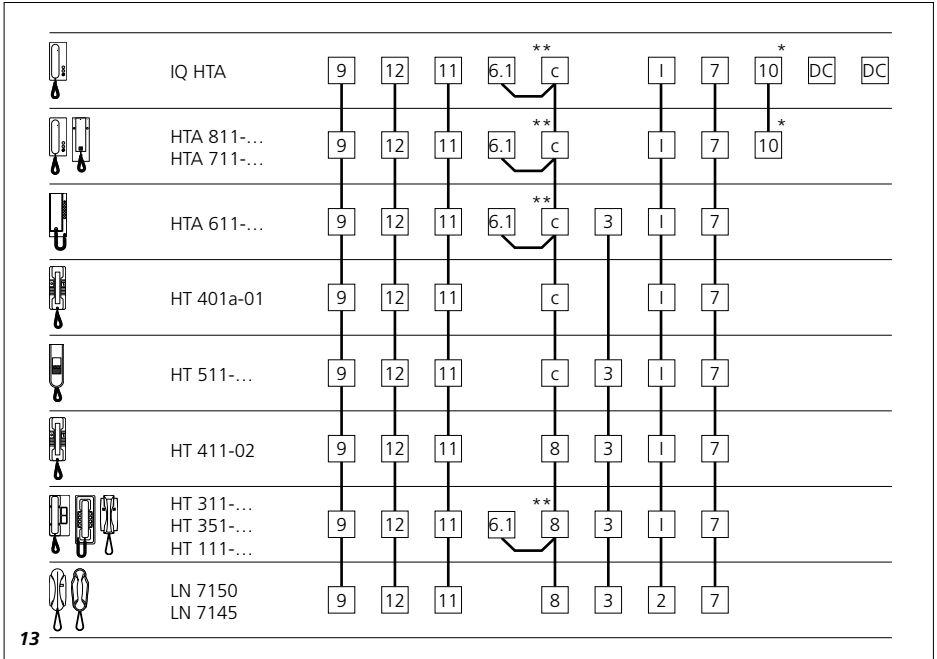 ** *
IQ HTA 9 12 11 6.1 c I 7 10 DC DC
** *
HTA 811-… 9 12 11 6.1 c I 7 10
HTA 711-…
**
HTA 611-… 9 12 11 6.1 c 3 I 7
HT 401a-01 9 12 11 c I 7
HT 511-… 9 12 11 c 3 I 7
HT 411-02 9 12 11 8 3 I 7
**
HT 311-…
HT 351-… 9 12 11 6.1 8 3 I 7
HT 111-…
LN 7150 9 12 11 8 3 2 7
LN 7145
13